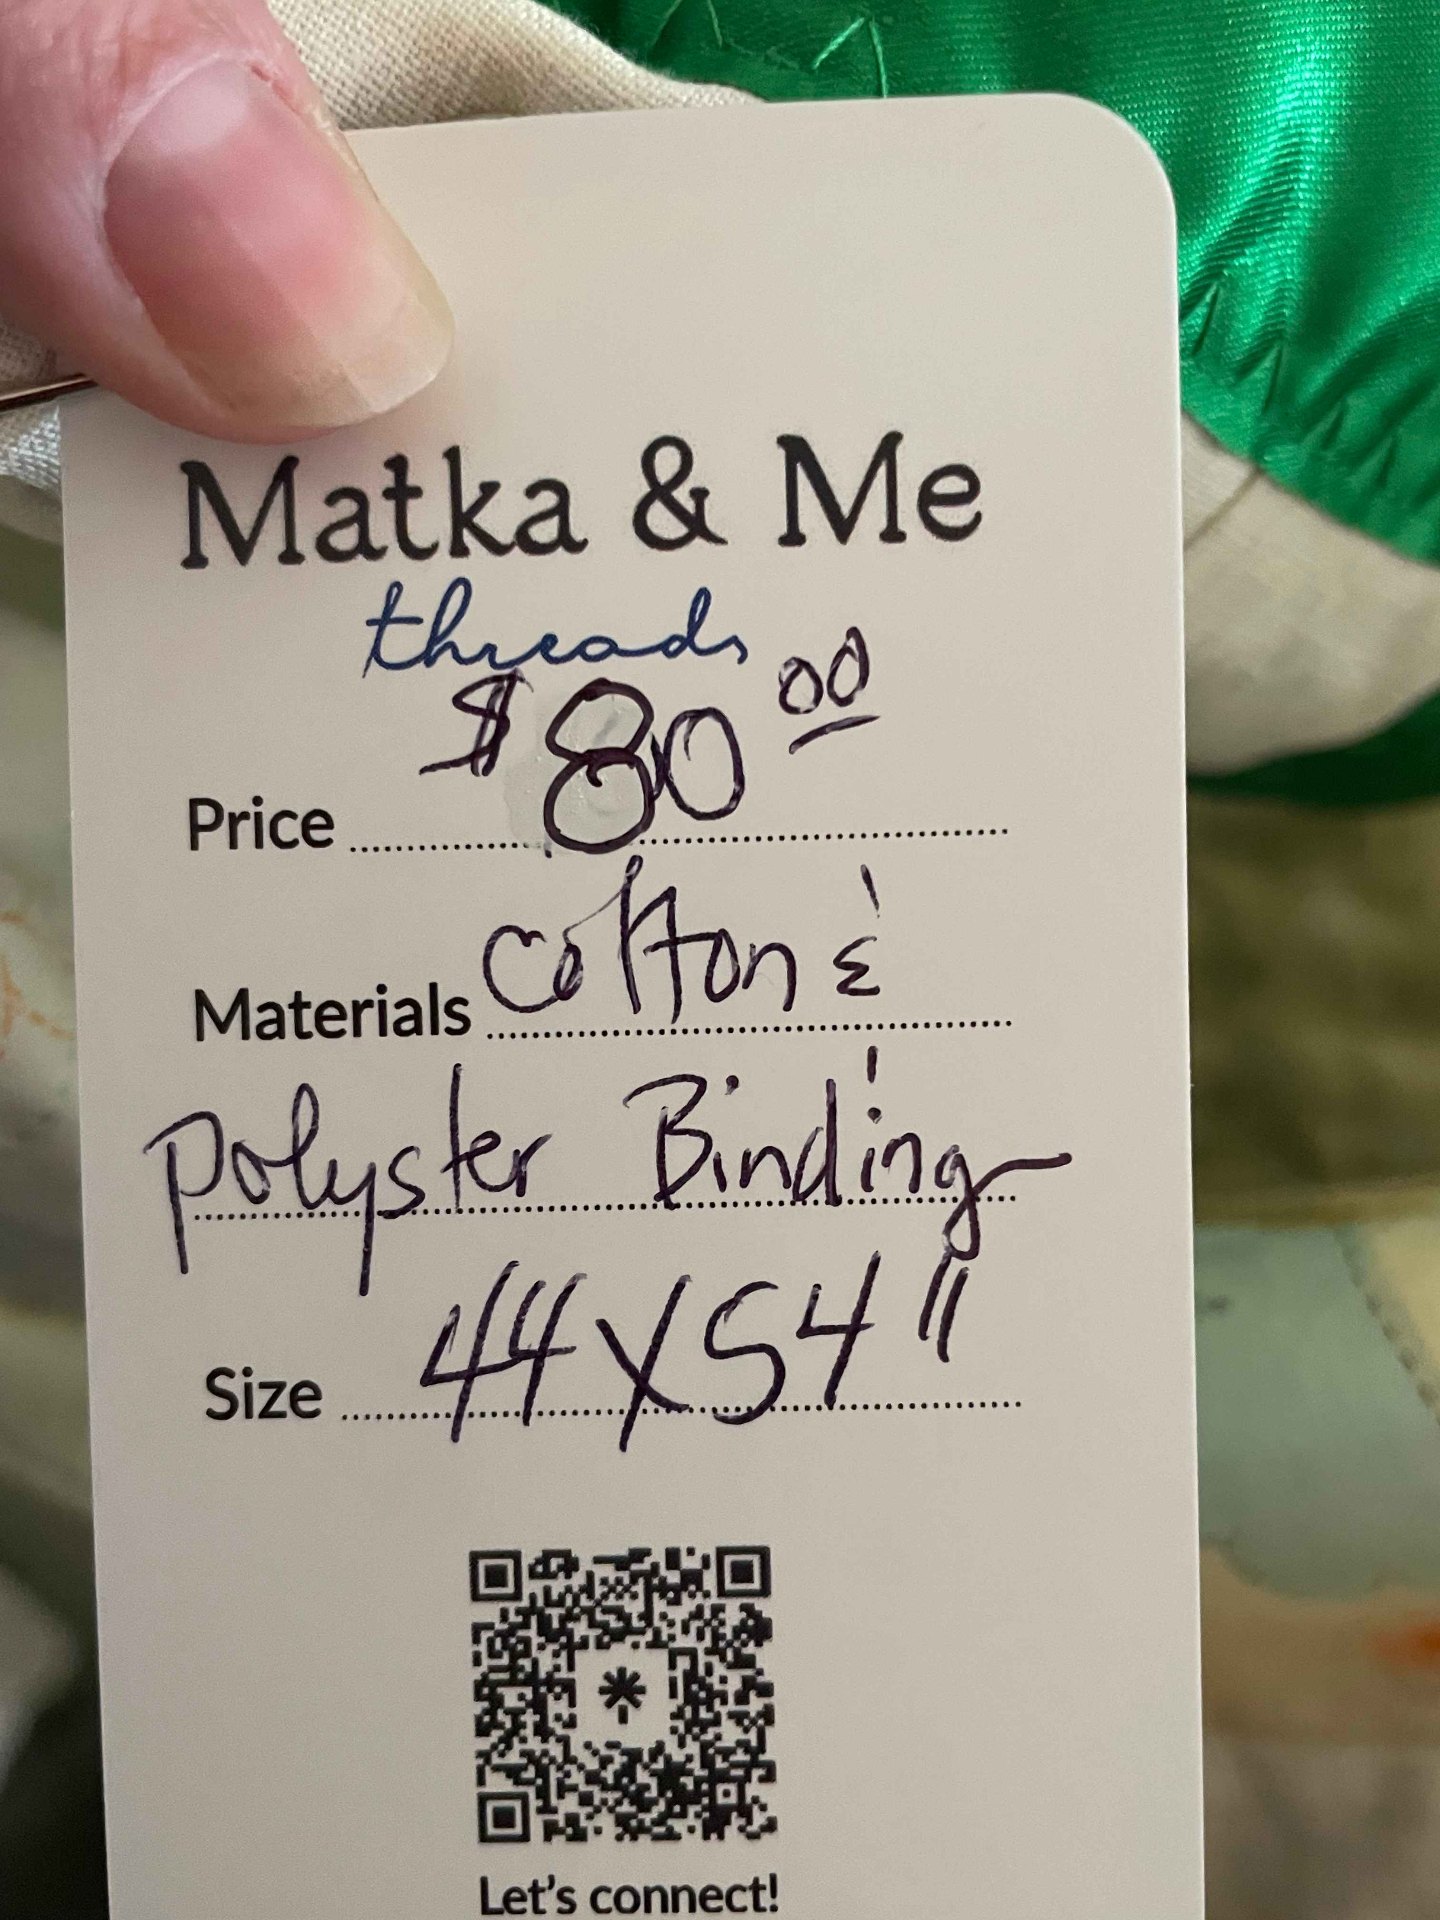 Matka & Me
threads
$80.00
Price
Materials Cotton &
Polyster Binding
Size 44X54"
Let's connect!